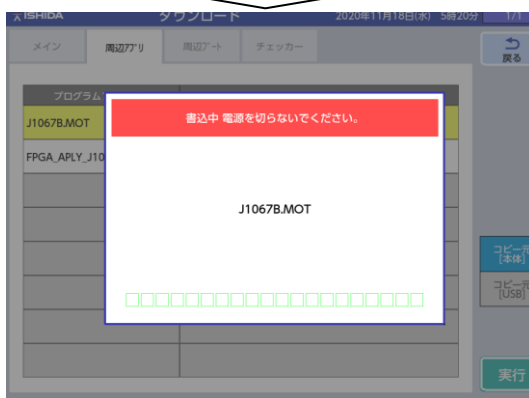 ISHIDA
ダウンロード
2020年11月18日(水) 5時20分
1/1
メイン
周辺ｱﾌﾟﾘ
周辺ﾌﾞｰﾄ
チェッカー
戻る
プログラム
J1067B.MOT
FPGA_APLY_J10
書込中 電源を切らないでください。
J1067B.MOT
コピー元
[本体]
コピー元
[USB]
実行